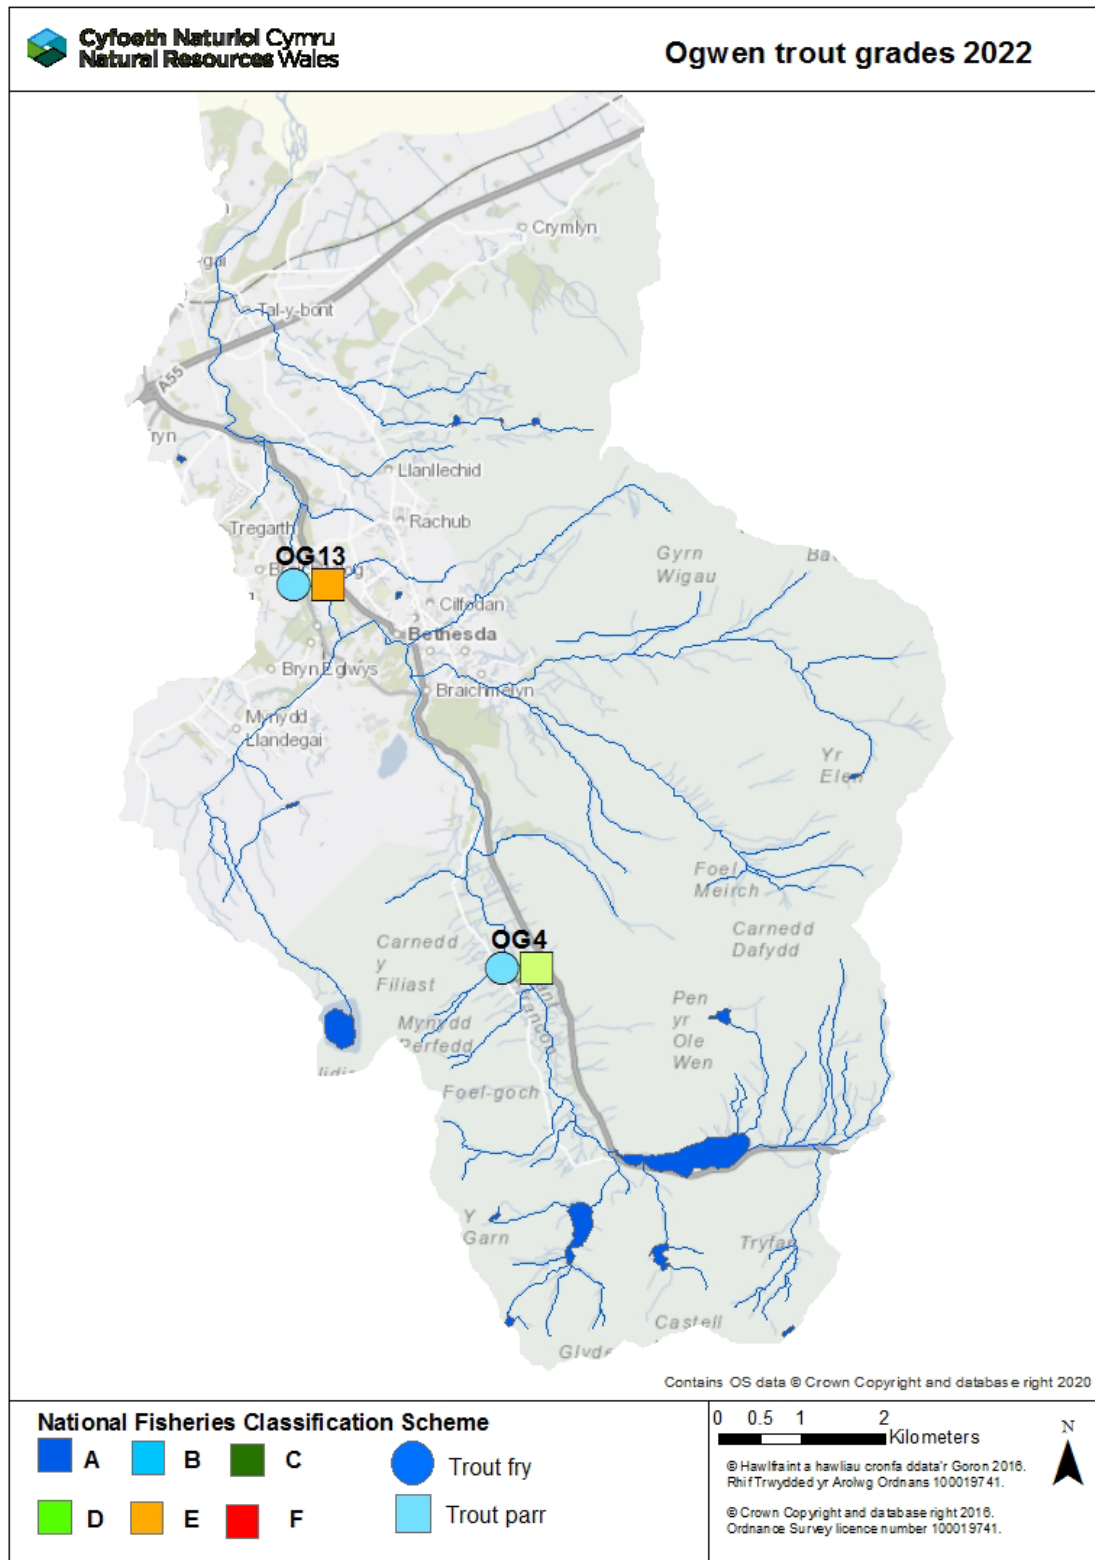 Cyfoeth Naturiol Cymru
Natural Resources Wales
Ogwen trout grades 2022
Crymlyn
Tal-y-bont
A55
Llanllechid
Tregarth
Rachub
OG13
Gyrn
Wigau
Cilfodan
Bethesda
Bryn Eglwys
Braichmelyn
Mynydd
Llandegai
Yr
Elen
Foel
Meirch
Carnedd
Dafydd
Carnedd
y
Filiast
OG4
Pen
yr
Ole
Wen
Mynydd
Perfedd
Foel-goch
Y
Garn
Tryfan
Castell
Contains OS data © Crown Copyright and database right 2020
National Fisheries Classification Scheme
A B C
D E F
Trout fry
Trout parr
0 0.5 1 2
Kilometers
N
© Hawlfraint a hawliau cronfa ddata'r Goron 2016.
Rhif Trwydded yr Arolwg Ordnans 100019741.
© Crown Copyright and database right 2016.
Ordnance Survey licence number 100019741.